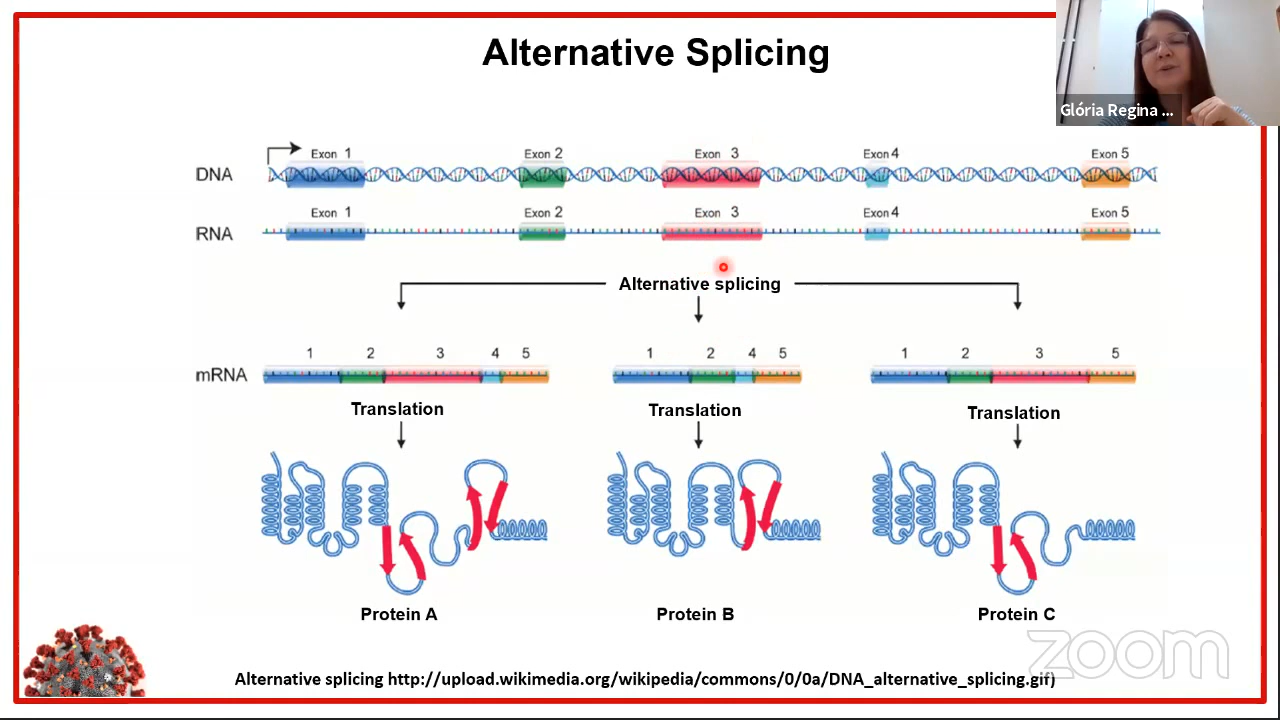 Alternative Splicing
Glória Regina ...
Exon 1 Exon 2 Exon 3 Exon 4 Exon 5
DNA
Exon 1 Exon 2 Exon 3 Exon 4 Exon 5
RNA
Alternative splicing
1 2 3 4 5 1 2 4 5 1 2 3 5
mRNA
Translation Translation Translation
Protein A Protein B Protein C
zoom
Alternative splicing http://upload.wikimedia.org/wikipedia/commons/0/0a/DNA_alternative_splicing.gif)